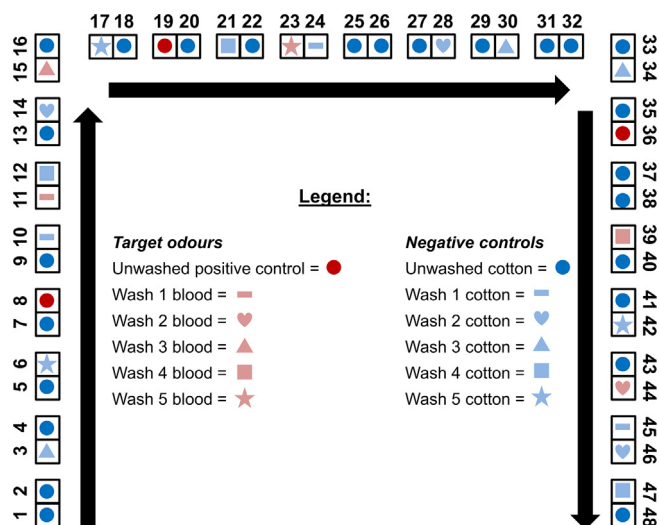 17 18 19 20 21 22 23 24 25 26 27 28 29 30 31 32
16
15
14
13
12
11
10
9
8
7
6
5
4
3
2
1
33
34
35
36
37
38
39
40
41
42
43
44
45
46
47
48
Legend:
Target odours
Unwashed positive control =
Wash 1 blood =
Wash 2 blood =
Wash 3 blood =
Wash 4 blood =
Wash 5 blood =
Negative controls
Unwashed cotton =
Wash 1 cotton =
Wash 2 cotton =
Wash 3 cotton =
Wash 4 cotton =
Wash 5 cotton =